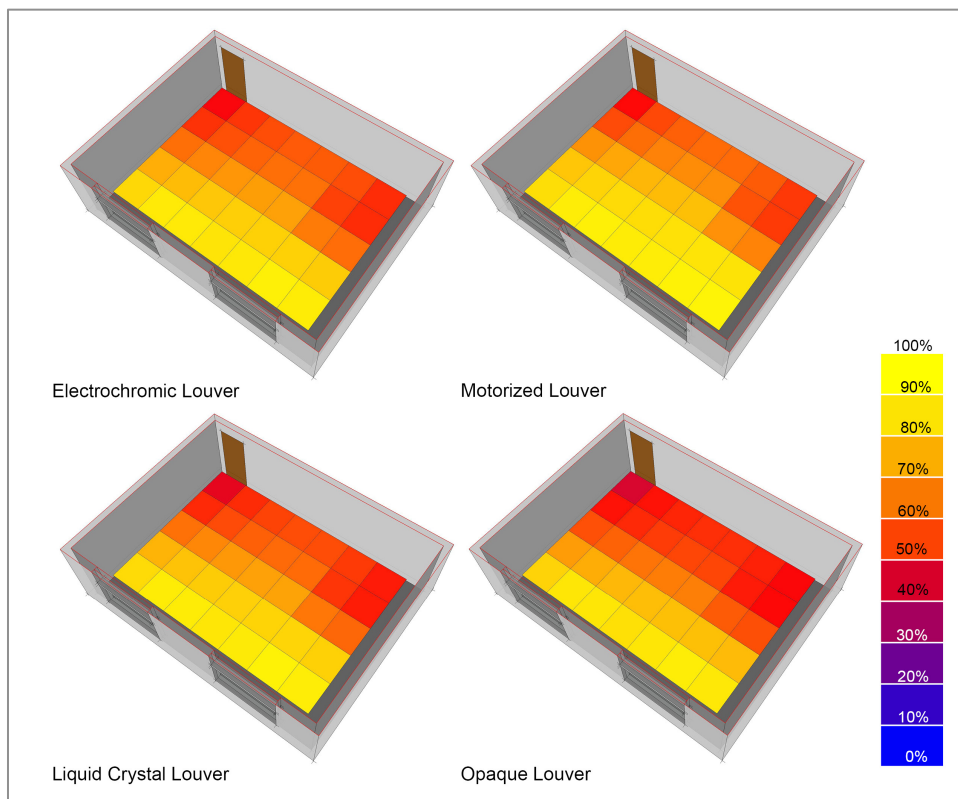 Electrochromic Louver
Motorized Louver
100%
90%
80%
70%
60%
50%
40%
30%
20%
10%
0%
Liquid Crystal Louver
Opaque Louver